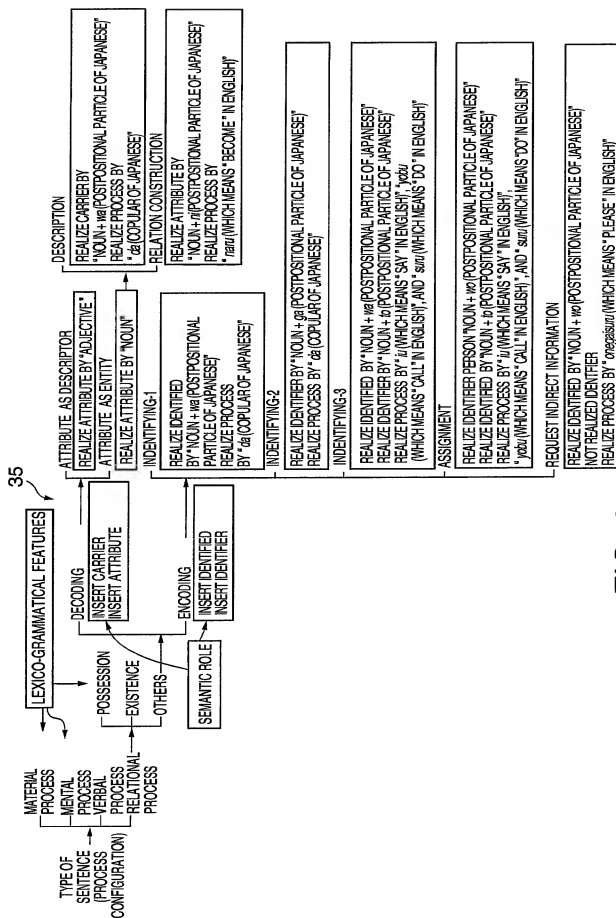 35
LEXICO-GRAMMATICAL FEATURES
TYPE OF
SENTENCE
(PROCESS
CONFIGURATION)
MATERIAL
PROCESS
MENTAL
PROCESS
VERBAL
PROCESS
RELATIONAL
PROCESS
POSSESSION
EXISTENCE
OTHERS
SEMANTIC ROLE
DECODING
INSERT CARRIER
INSERT ATTRIBUTE
ENCODING
INSERT IDENTIFIED
INSERT IDENTIFIER
ATTRIBUTE AS DESCRIPTOR
REALIZE ATTRIBUTE BY "ADJECTIVE"
ATTRIBUTE AS ENTITY
REALIZE ATTRIBUTE BY "NOUN"
DESCRIPTION
REALIZE CARRIER BY
"NOUN + wa (POSTPOSITIONAL PARTICLE OF JAPANESE)"
REALIZE PROCESS BY
"da (COPULAR OF JAPANESE)"
RELATION CONSTRUCTION
REALIZE ATTRIBUTE BY
"NOUN + ni (POSTPOSITIONAL PARTICLE OF JAPANESE)"
REALIZE PROCESS BY
"naru (WHICH MEANS "BECOME" IN ENGLISH)
INDENTIFYING-1
REALIZE IDENTIFIED
BY "NOUN + wa (POSTPOSITIONAL
PARTICLE OF JAPANESE)"
REALIZE PROCESS
BY "da (COPULAR OF JAPANESE)"
INDENTIFYING-2
REALIZE IDENTIFIER BY "NOUN + ga (POSTPOSITIONAL PARTICLE OF JAPANESE)"
REALIZE PROCESS BY "da (COPULAR OF JAPANESE)"
INDENTIFYING-3
REALIZE IDENTIFIED BY "NOUN + wa (POSTPOSITIONAL PARTICLE OF JAPANESE)"
REALIZE IDENTIFIER BY "NOUN + to (POSTPOSITIONAL PARTICLE OF JAPANESE)"
REALIZE PROCESS BY "iu (WHICH MEANS "SAY" IN ENGLISH)", "yobu
(WHICH MEANS "CALL" IN ENGLISH)", AND "suru (WHICH MEANS "DO" IN ENGLISH)"
ASSIGNMENT
REALIZE IDENTIFIER PERSON "NOUN + wo (POSTPOSITIONAL PARTICLE OF JAPANESE)"
REALIZE IDENTIFIED BY "NOUN + to (POSTPOSITIONAL PARTICLE OF JAPANESE)"
REALIZE PROCESS BY "iu (WHICH MEANS "SAY" IN ENGLISH)",
"yobu (WHICH MEANS "CALL" IN ENGLISH)", AND "suru (WHICH MEANS "DO" IN ENGLISH)"
REQUEST INDIRECT INFORMATION
REALIZE IDENTIFIED BY "NOUN + wo (POSTPOSITIONAL PARTICLE OF JAPANESE)"
NOT REALIZED IDENTIFIER
REALIZE PROCESS BY "onegaisuru (WHICH MEANS "PLEASE" IN ENGLISH)"